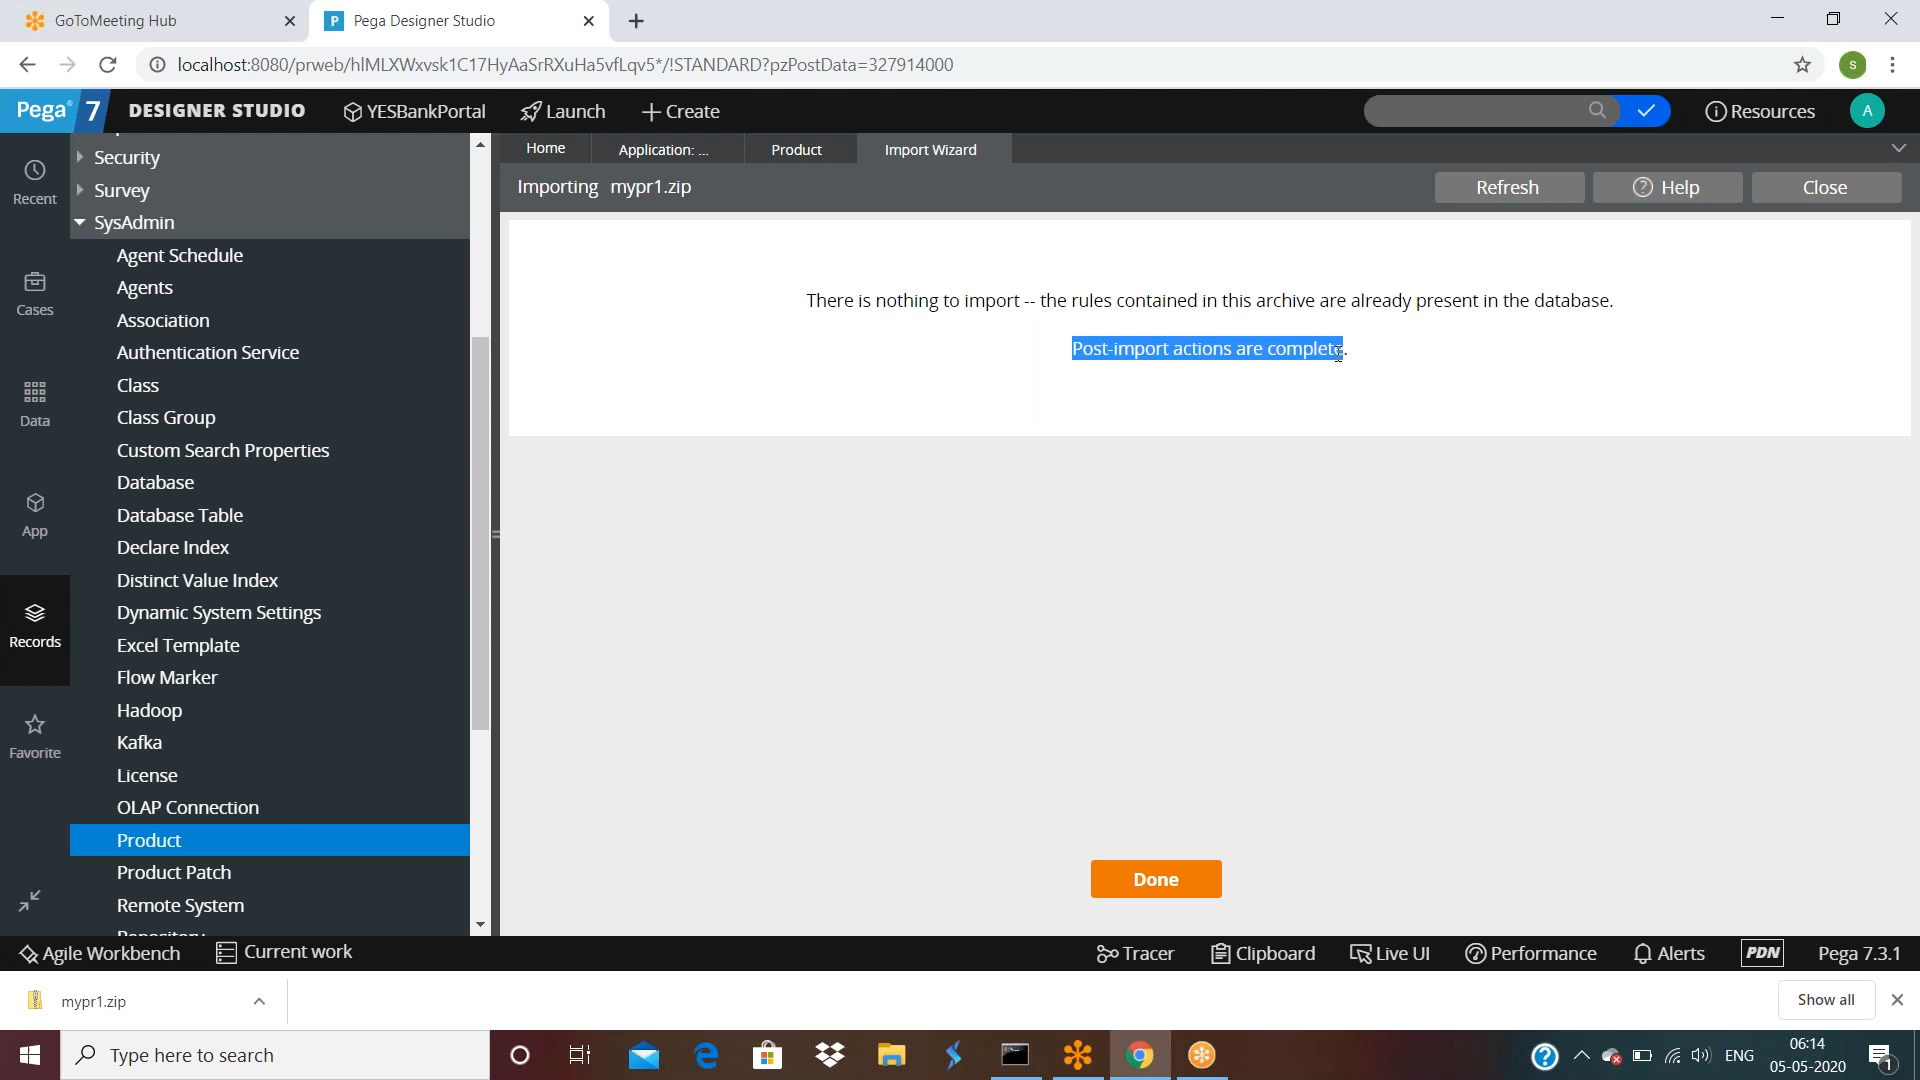 GoToMeeting Hub
Pega Designer Studio
localhost:8080/prweb/hlMLXWxvsk1C17HyAaSrRXuHa5vfLqv5*/!STANDARD?pzPostData=327914000
s
Pega 7 DESIGNER STUDIO YESBankPortal Launch Create Resources A
Recent
Cases
Data
App
Records
Favorite
Security
Survey
SysAdmin
Agent Schedule
Agents
Association
Authentication Service
Class
Class Group
Custom Search Properties
Database
Database Table
Declare Index
Distinct Value Index
Dynamic System Settings
Excel Template
Flow Marker
Hadoop
Kafka
License
OLAP Connection
Product
Product Patch
Remote System
Home Application: ... Product Import Wizard
Importing mypr1.zip Refresh Help Close
There is nothing to import -- the rules contained in this archive are already present in the database.
Post-import actions are complete.
Done
Agile Workbench Current work Tracer Clipboard Live UI Performance Alerts PDN Pega 7.3.1
mypr1.zip Show all
Type here to search
ENG
06:14
05-05-2020
1